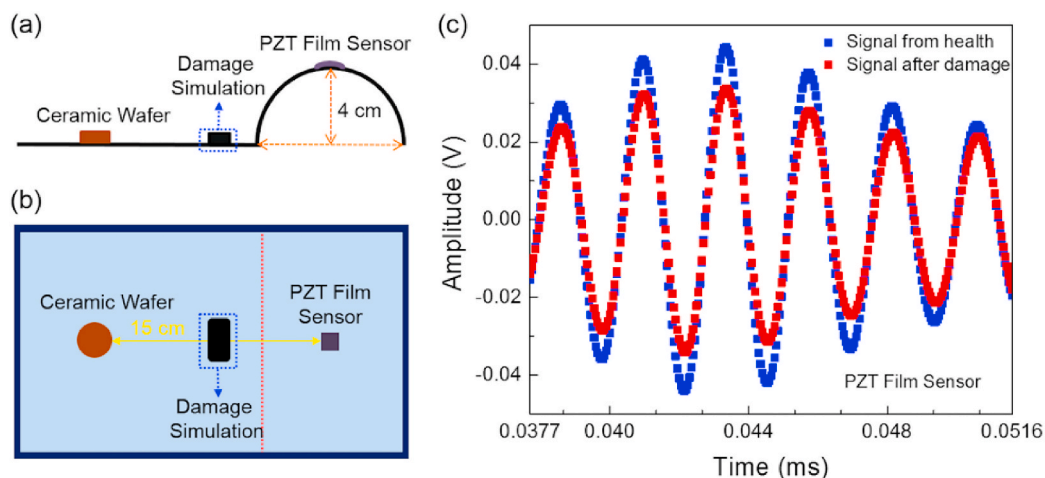 (a)
PZT Film Sensor
Damage
Simulation
Ceramic Wafer
4 cm
(b)
Ceramic Wafer
15 cm
PZT Film
Sensor
Damage
Simulation
(c)
Signal from health
Signal after damage
0.04
0.02
0.00
-0.02
-0.04
Amplitude (V)
PZT Film Sensor
0.0377
0.040
0.044
0.048
0.0516
Time (ms)